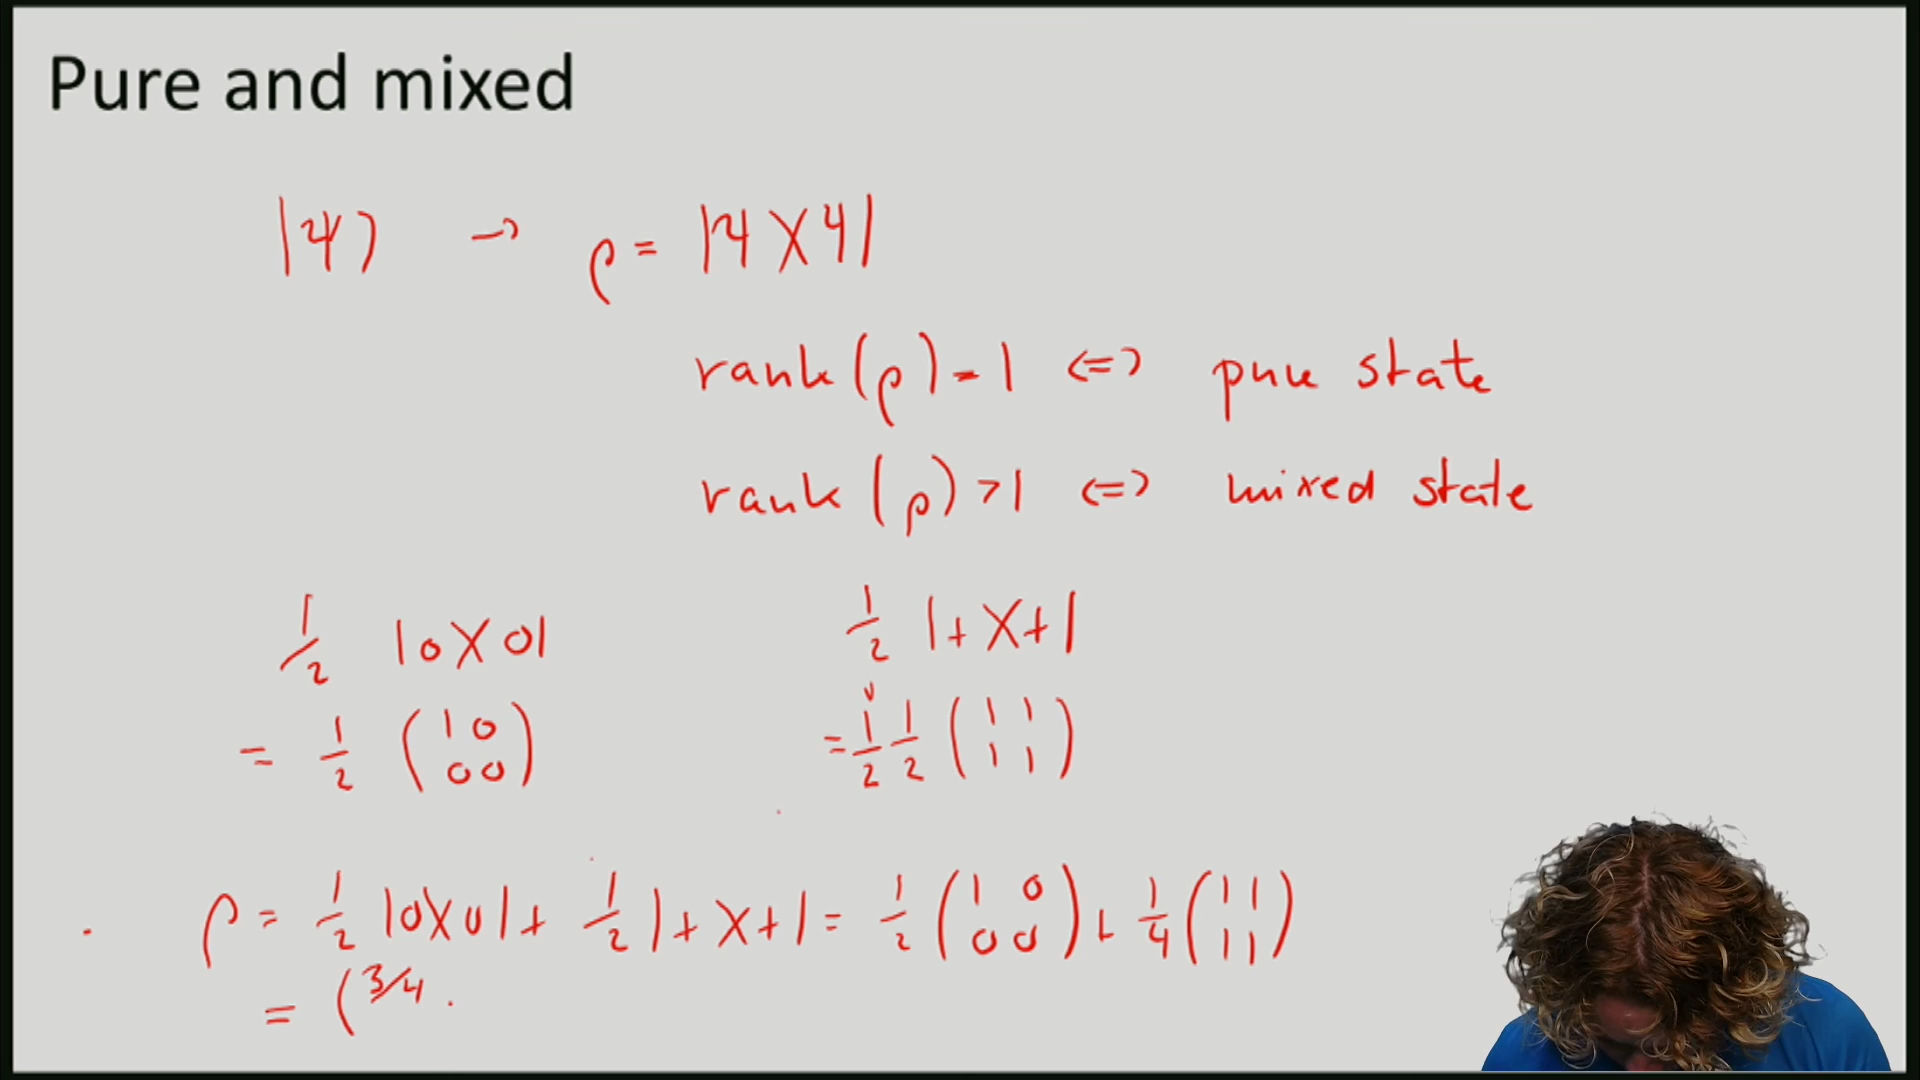 Pure and mixed
|ψ⟩ → ρ = |ψ⟩⟨ψ|
rank(ρ) = 1 ⇔ pure state
rank(ρ) > 1 ⇔ mixed state
1/2 |0⟩⟨0| 1/2 |+⟩⟨+|
= 1/2 (1 0 0 0) = 1/2 1/2 (1 1 1 1)
ρ = 1/2 |0⟩⟨0| + 1/2 |+⟩⟨+| = 1/2 (1 0 0 0) + 1/4 (1 1 1 1)
= (3/4